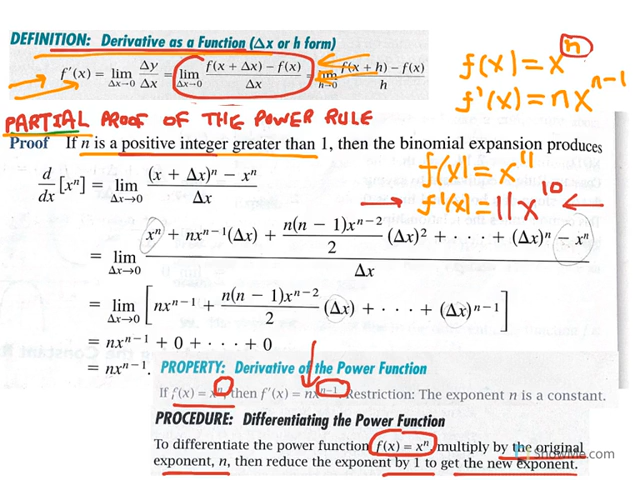 DEFINITION: Derivative as a Function (Δx or h form)
f'(x) = lim Δx→0 Δy/Δx = lim Δx→0 (f(x + Δx) − f(x))/Δx = lim h→0 (f(x + h) − f(x))/h
f(x)=x^n
f'(x)=nx^(n-1)
PARTIAL PROOF OF THE POWER RULE
Proof If n is a positive integer greater than 1, then the binomial expansion produces
d/dx [x^n] = lim Δx→0 ((x + Δx)^n − x^n)/Δx
f(x)=x^11
→ f'(x)=11x^10 ←
= lim Δx→0 (x^n + nx^(n−1)(Δx) + (n(n − 1)x^(n−2))/2 (Δx)^2 + · · · + (Δx)^n − x^n)/Δx
= lim Δx→0 [nx^(n−1) + (n(n − 1)x^(n−2))/2 (Δx) + · · · + (Δx)^(n−1)]
= nx^(n−1) + 0 + · · · + 0
= nx^(n−1).
PROPERTY: Derivative of the Power Function
If f(x) = x^n, then f'(x) = nx^(n−1). Restriction: The exponent n is a constant.
PROCEDURE: Differentiating the Power Function
To differentiate the power function f(x) = x^n, multiply by the original
exponent, n, then reduce the exponent by 1 to get the new exponent.
ShowMe.com